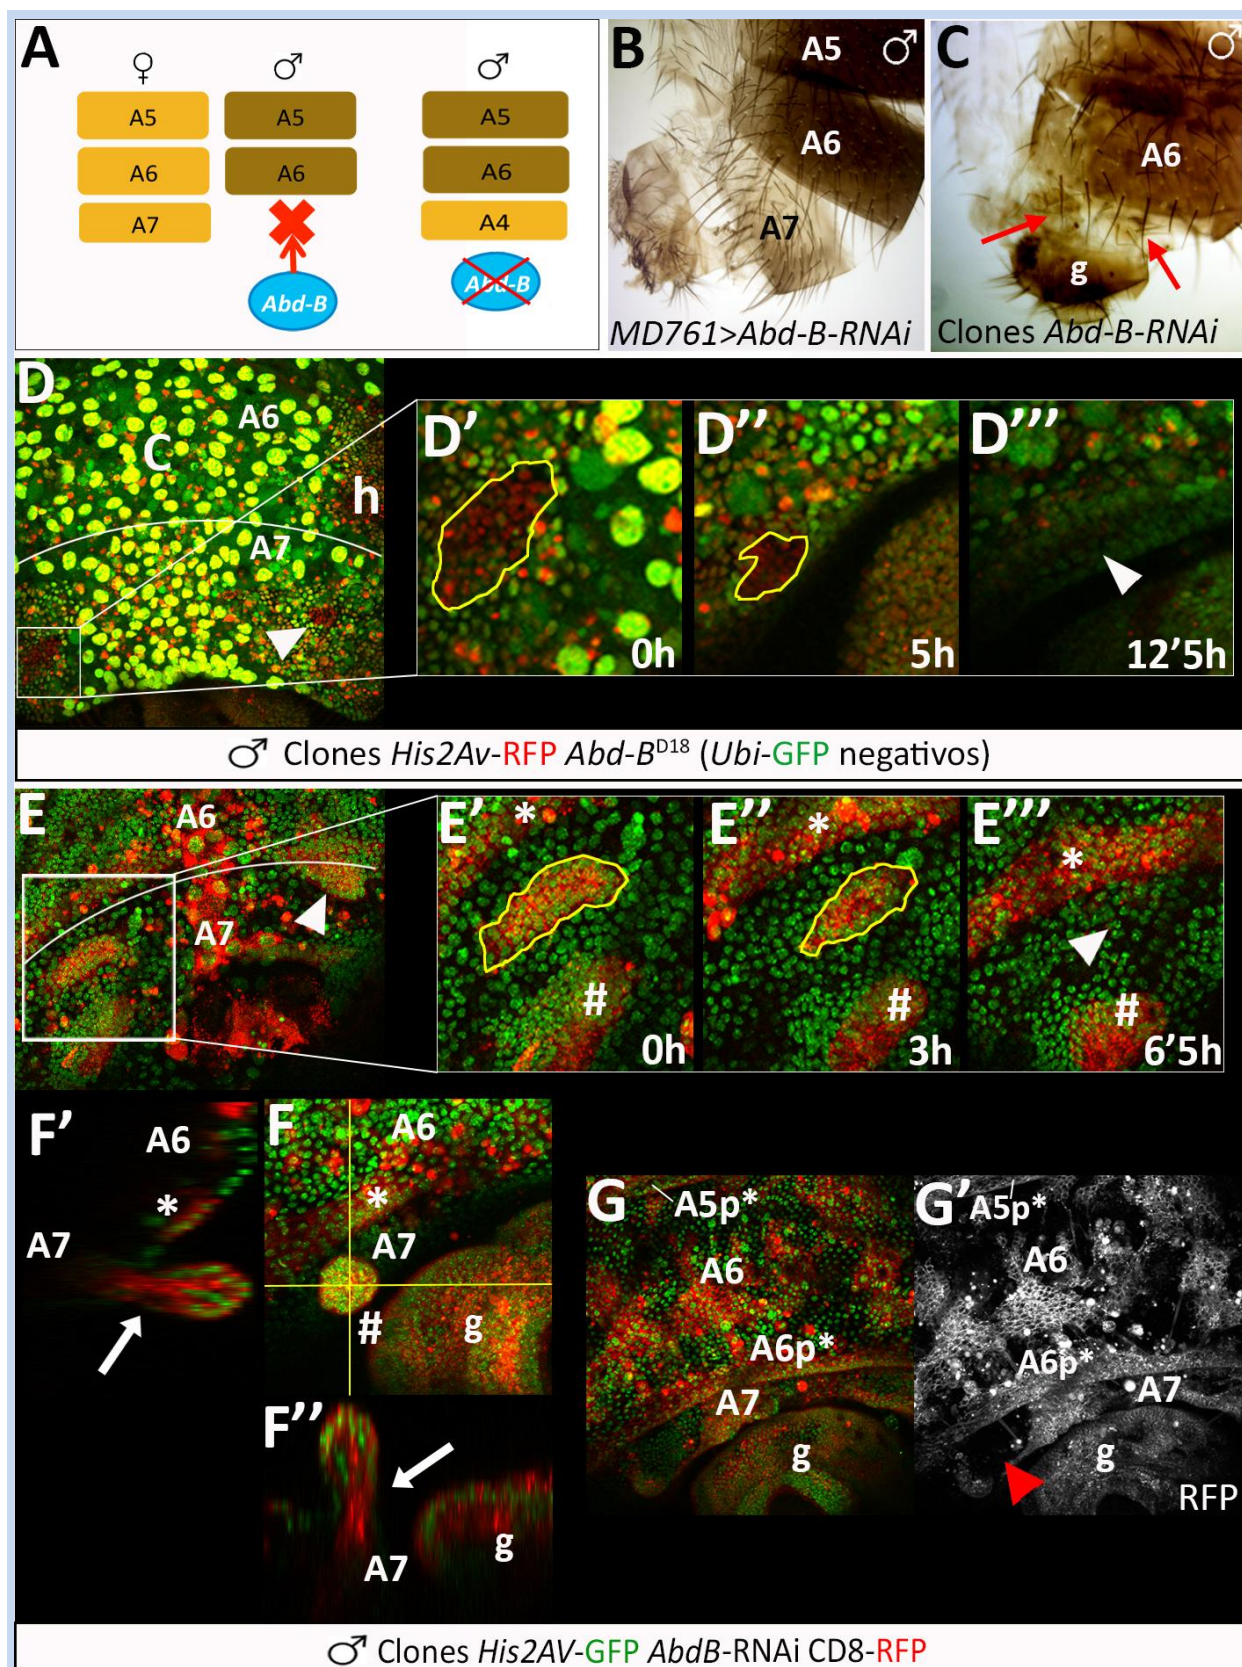 A
♀ ♂ ♂
A5 A5 A5
A6 A6 A6
A7 A4
Abd-B Abd-B
B
A5 ♂
A6
A7
MD761>Abd-B-RNAi
C
♂
A6
g
Clones Abd-B-RNAi
D
A6
C
h
A7
D'
0h
D''
5h
D'''
12'5h
♂ Clones His2Av-RFP Abd-BD18 (Ubi-GFP negativos)
E
A6
A7
E'
*
#
0h
E''
*
#
3h
E'''
*
#
6'5h
F'
A6
*
A7
F
A6
*
A7
#
g
F''
A7
g
G
A5p*
A6
A6p*
A7
g
G'
A5p*
A6
A6p*
A7
g
RFP
♂ Clones His2AV-GFP AbdB-RNAi CD8-RFP